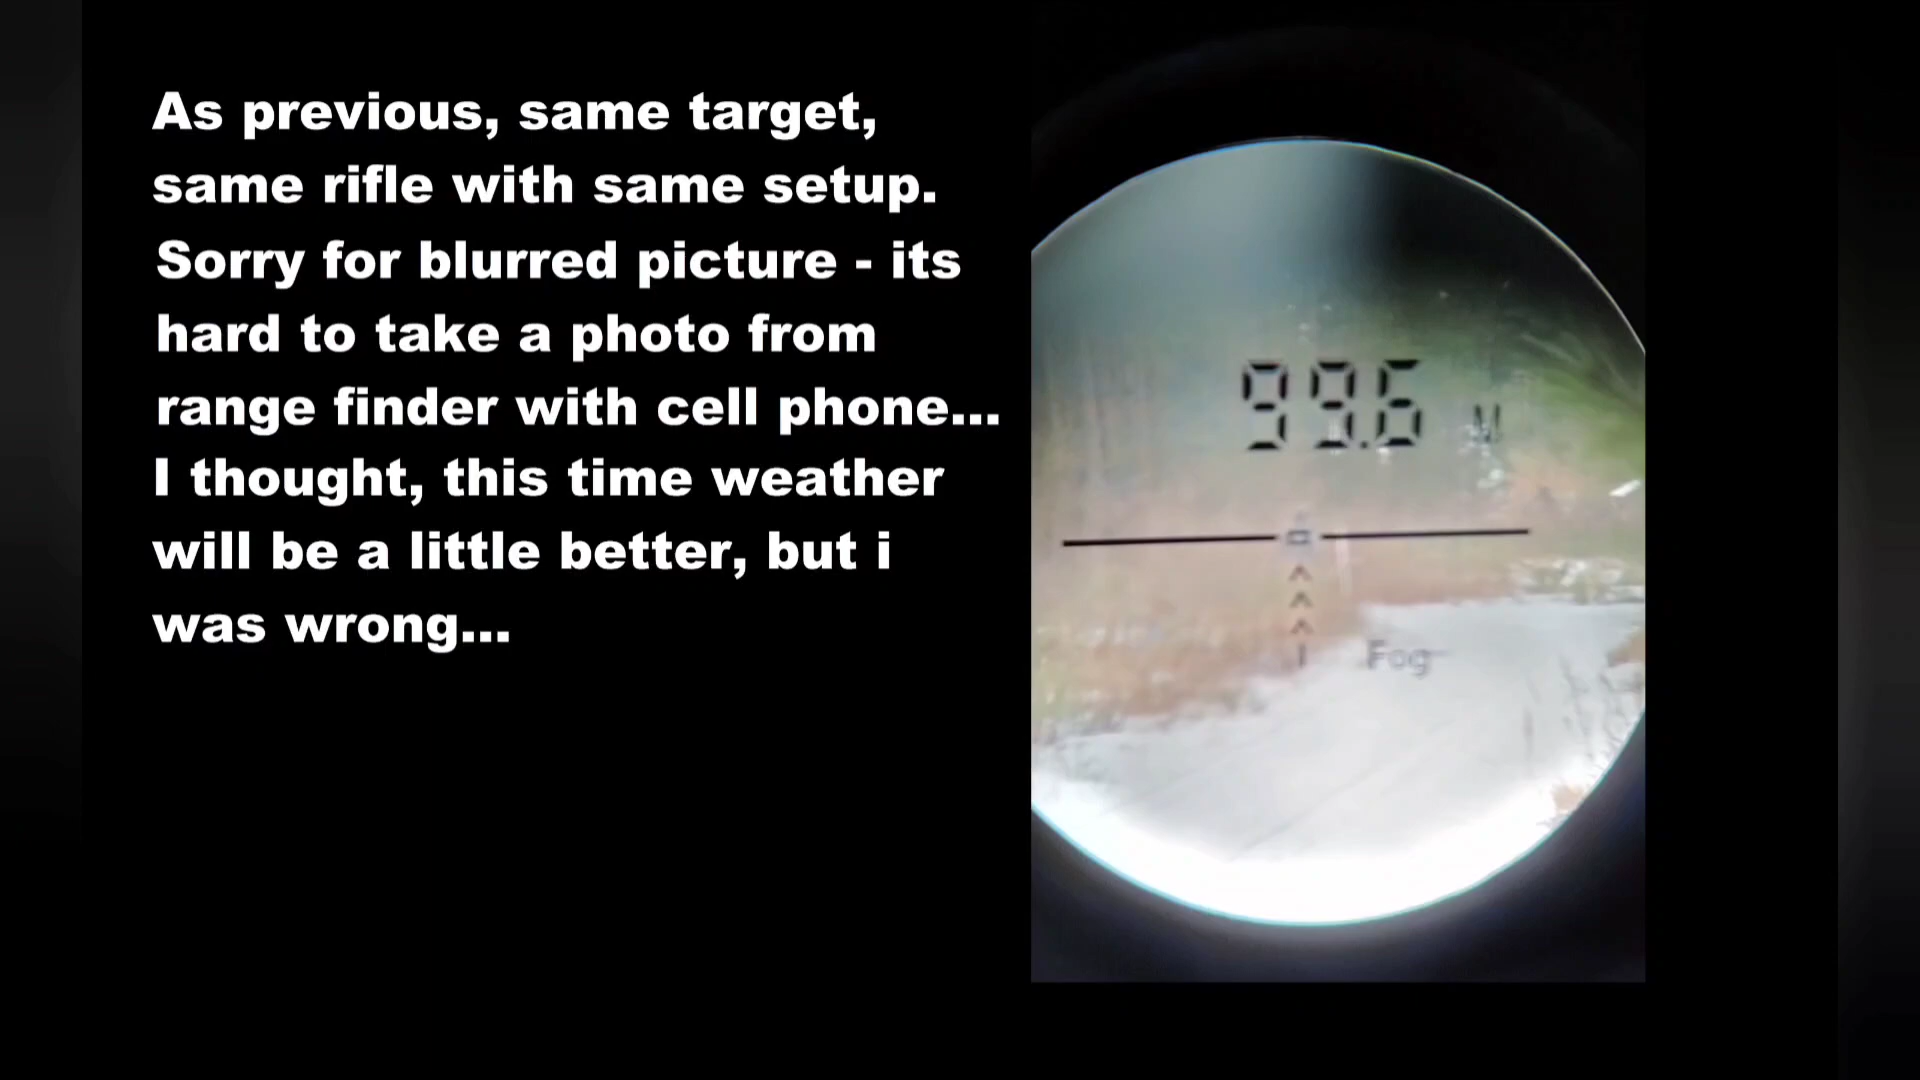 As previous, same target,
same rifle with same setup.
Sorry for blurred picture - its
hard to take a photo from
range finder with cell phone...
I thought, this time weather
will be a little better, but i
was wrong...
99.6 M
Fog